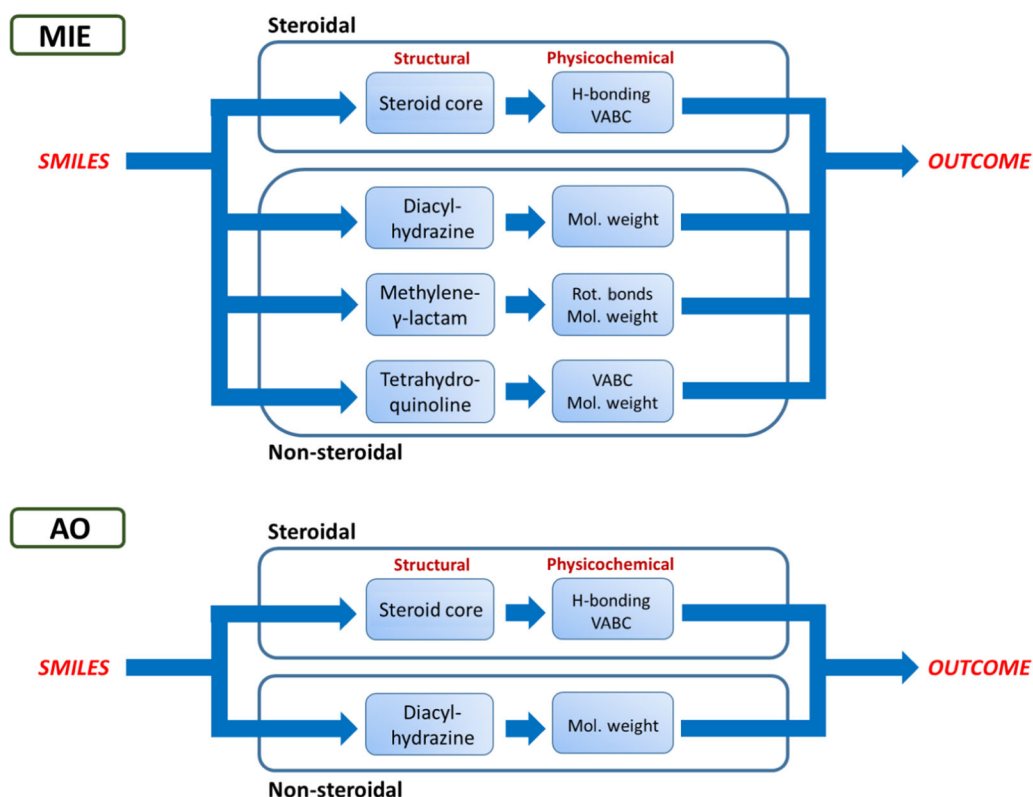 MIE
Steroidal
Structural
Physicochemical
Steroid core
H-bonding
VABC
SMILES
OUTCOME
Diacyl-
hydrazine
Mol. weight
Methylene-
γ-lactam
Rot. bonds
Mol. weight
Tetrahydro-
quinoline
VABC
Mol. weight
Non-steroidal
AO
Steroidal
Structural
Physicochemical
Steroid core
H-bonding
VABC
SMILES
OUTCOME
Diacyl-
hydrazine
Mol. weight
Non-steroidal